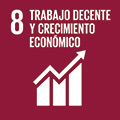 8 TRABAJO DECENTE
Y CRECIMIENTO
ECONÓMICO